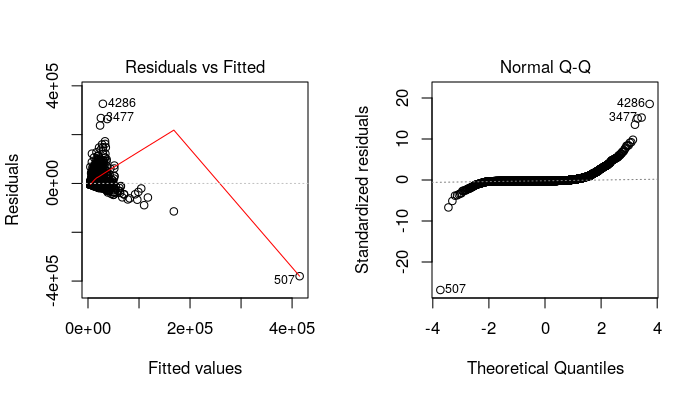 Residuals vs Fitted
Residuals
4e+05
0e+00
-4e+05
4286
3477
507
0e+00
2e+05
4e+05
Fitted values
Normal Q-Q
Standardized residuals
20
10
0
-10
-20
4286
3477
507
-4
-2
0
2
4
Theoretical Quantiles